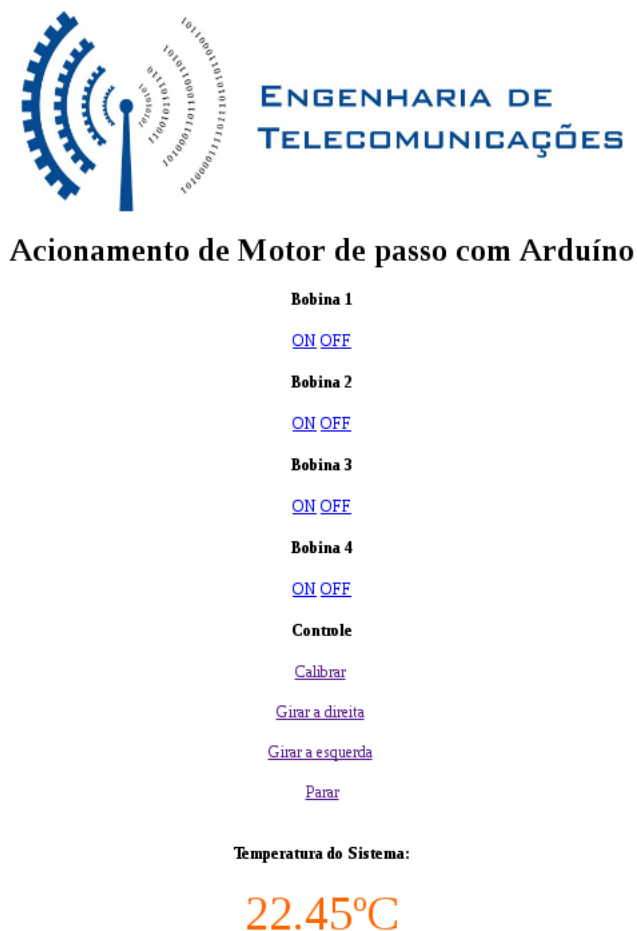 ENGENHARIA DE
TELECOMUNICAÇÕES
Acionamento de Motor de passo com Arduíno
Bobina 1
ON OFF
Bobina 2
ON OFF
Bobina 3
ON OFF
Bobina 4
ON OFF
Controle
Calibrar
Girar a direita
Girar a esquerda
Parar
Temperatura do Sistema:
22.45ºC